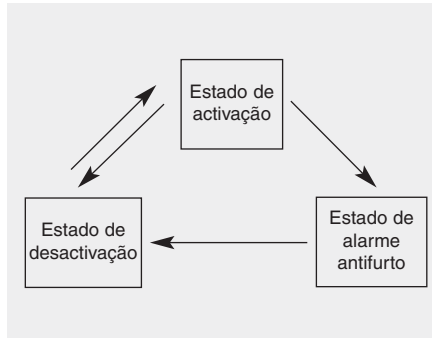 Estado de
activação
Estado de
desactivação
Estado de
alarme
antifurto